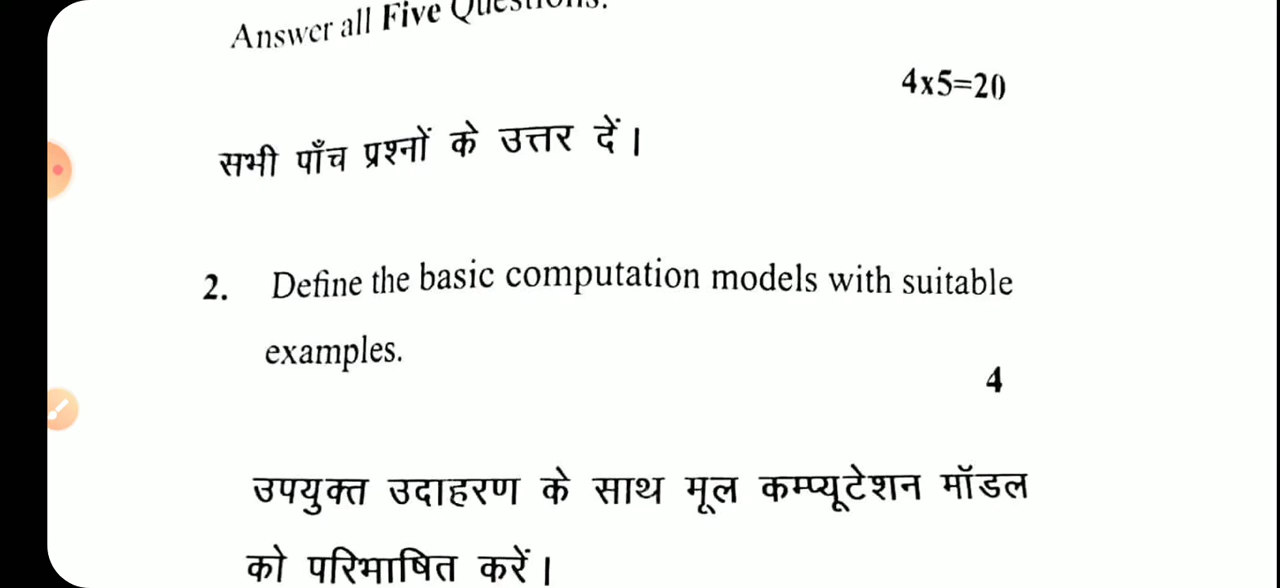 Answer all Five Questions.
4x5=20
सभी पाँच प्रश्नों के उत्तर दें।
2. Define the basic computation models with suitable
examples.
4
उपयुक्त उदाहरण के साथ मूल कम्प्यूटेशन मॉडल
को परिभाषित करें।